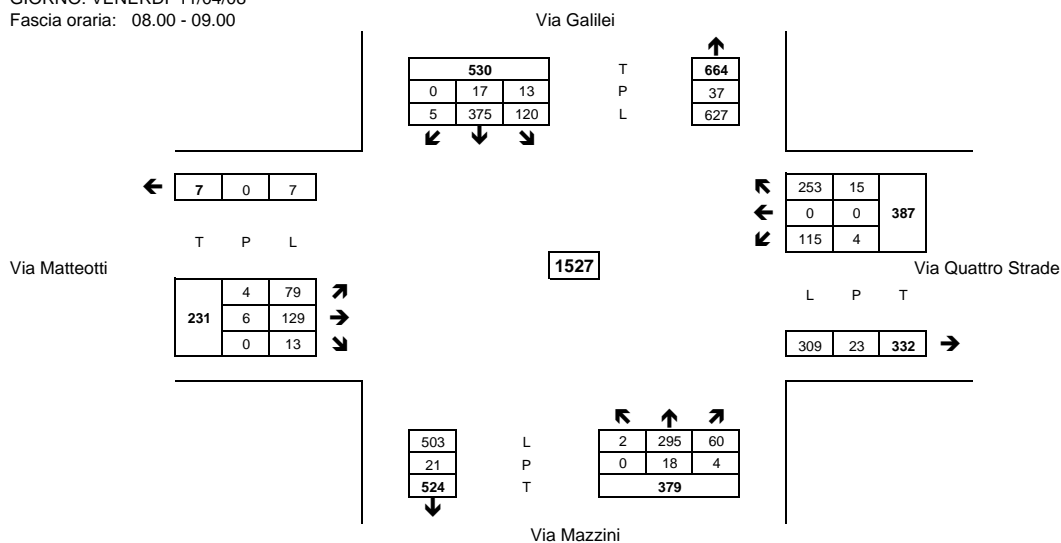 Fascia oraria: 08.00 - 09.00
Via Galilei
530 T 664
0 17 13 P 37
5 375 120 L 627
7 0 7
253 15
0 0 387
115 4
T P L
Via Matteotti
1527
Via Quattro Strade
4 79
231 6 129
0 13
L P T
309 23 332
503 L 2 295 60
21 P 0 18 4
524 T 379
Via Mazzini